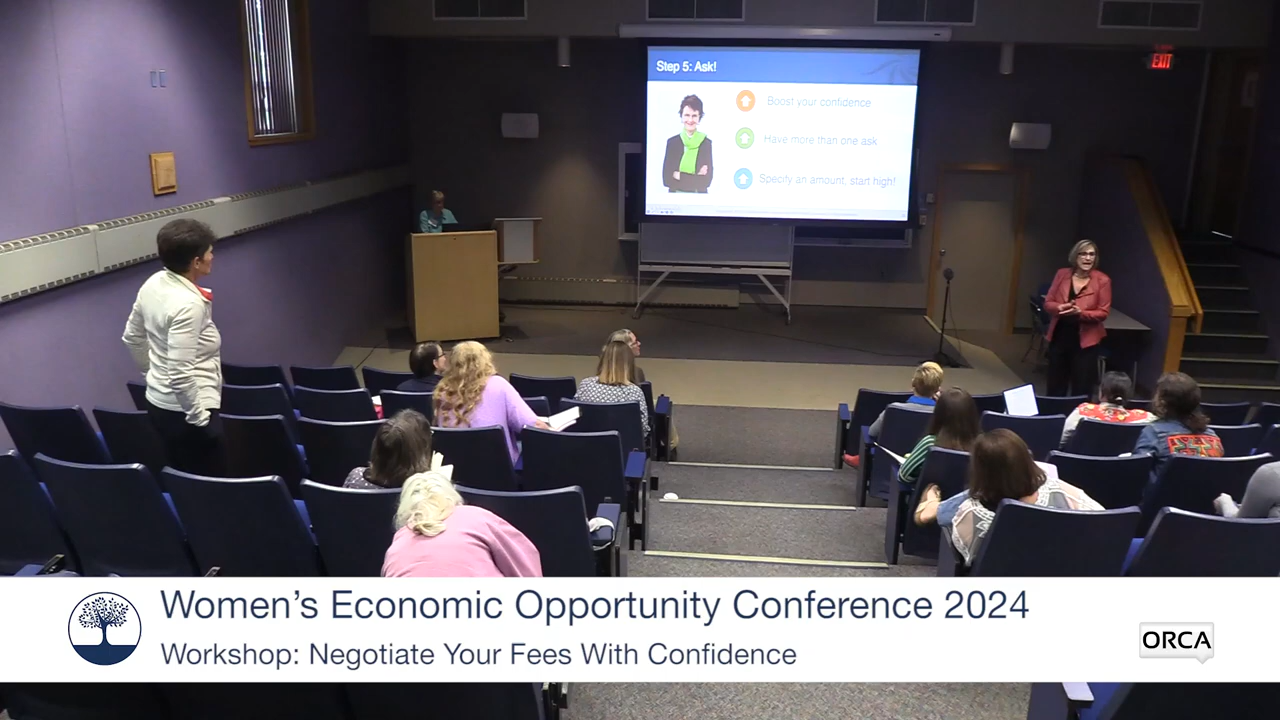 Step 5: Ask!
Boost your confidence
Have more than one ask
Specify an amount, start high!
EXIT
Women's Economic Opportunity Conference 2024
Workshop: Negotiate Your Fees With Confidence
ORCA